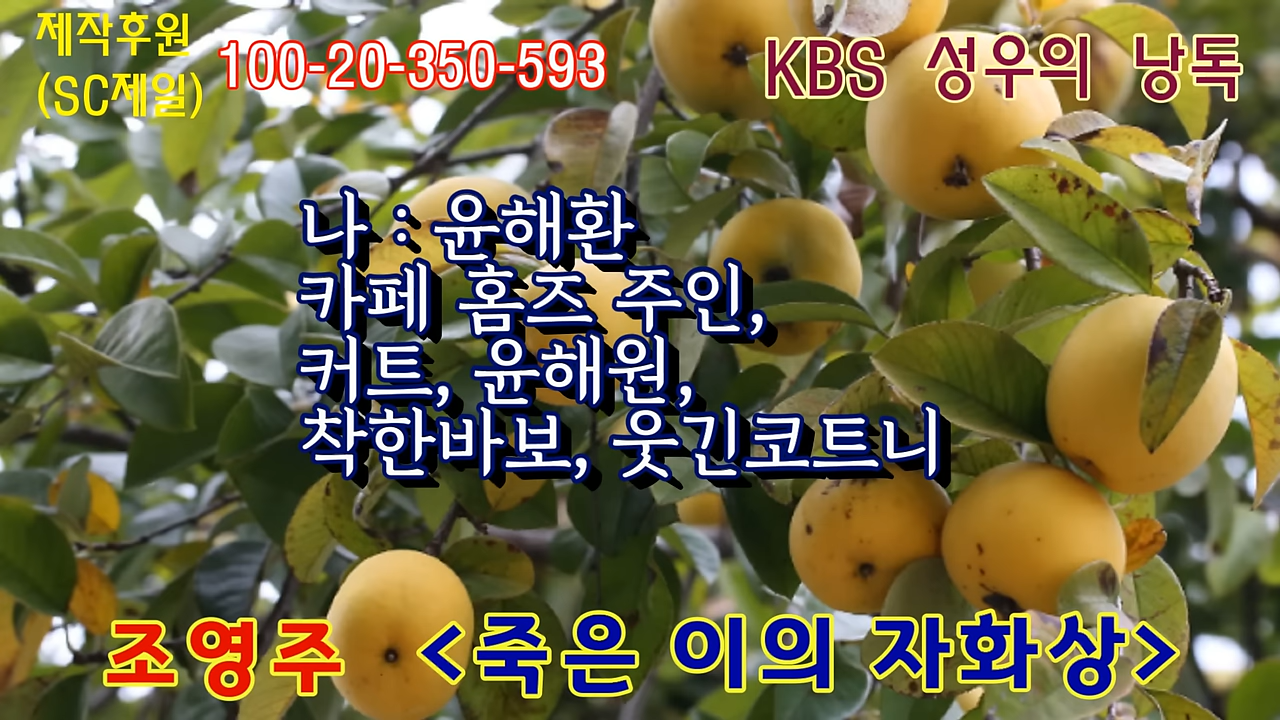 제작후원
(SC제일)
100-20-350-593
KBS 성우의 낭독
나 : 윤해환
카페 홈즈 주인,
커트, 윤해원,
착한바보, 웃긴코트니
조영주 <죽은 이의 자화상>